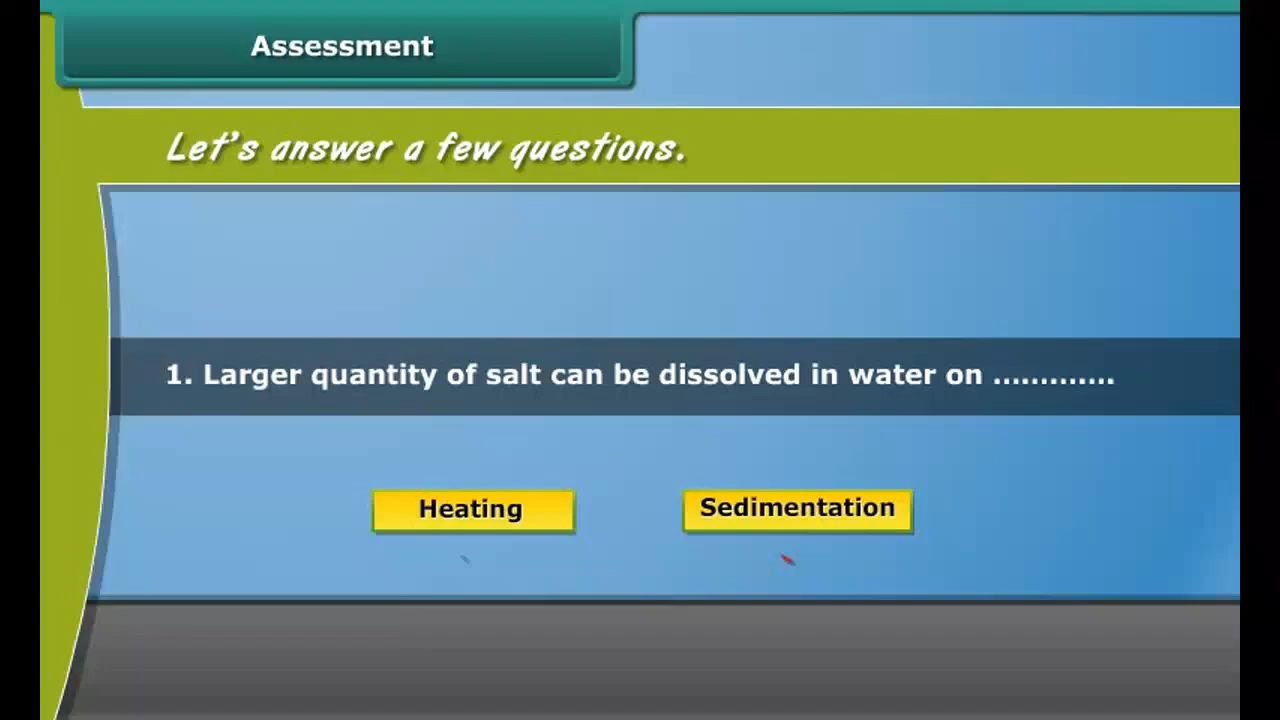 Assessment
Let's answer a few questions.
1. Larger quantity of salt can be dissolved in water on .............
Heating
Sedimentation